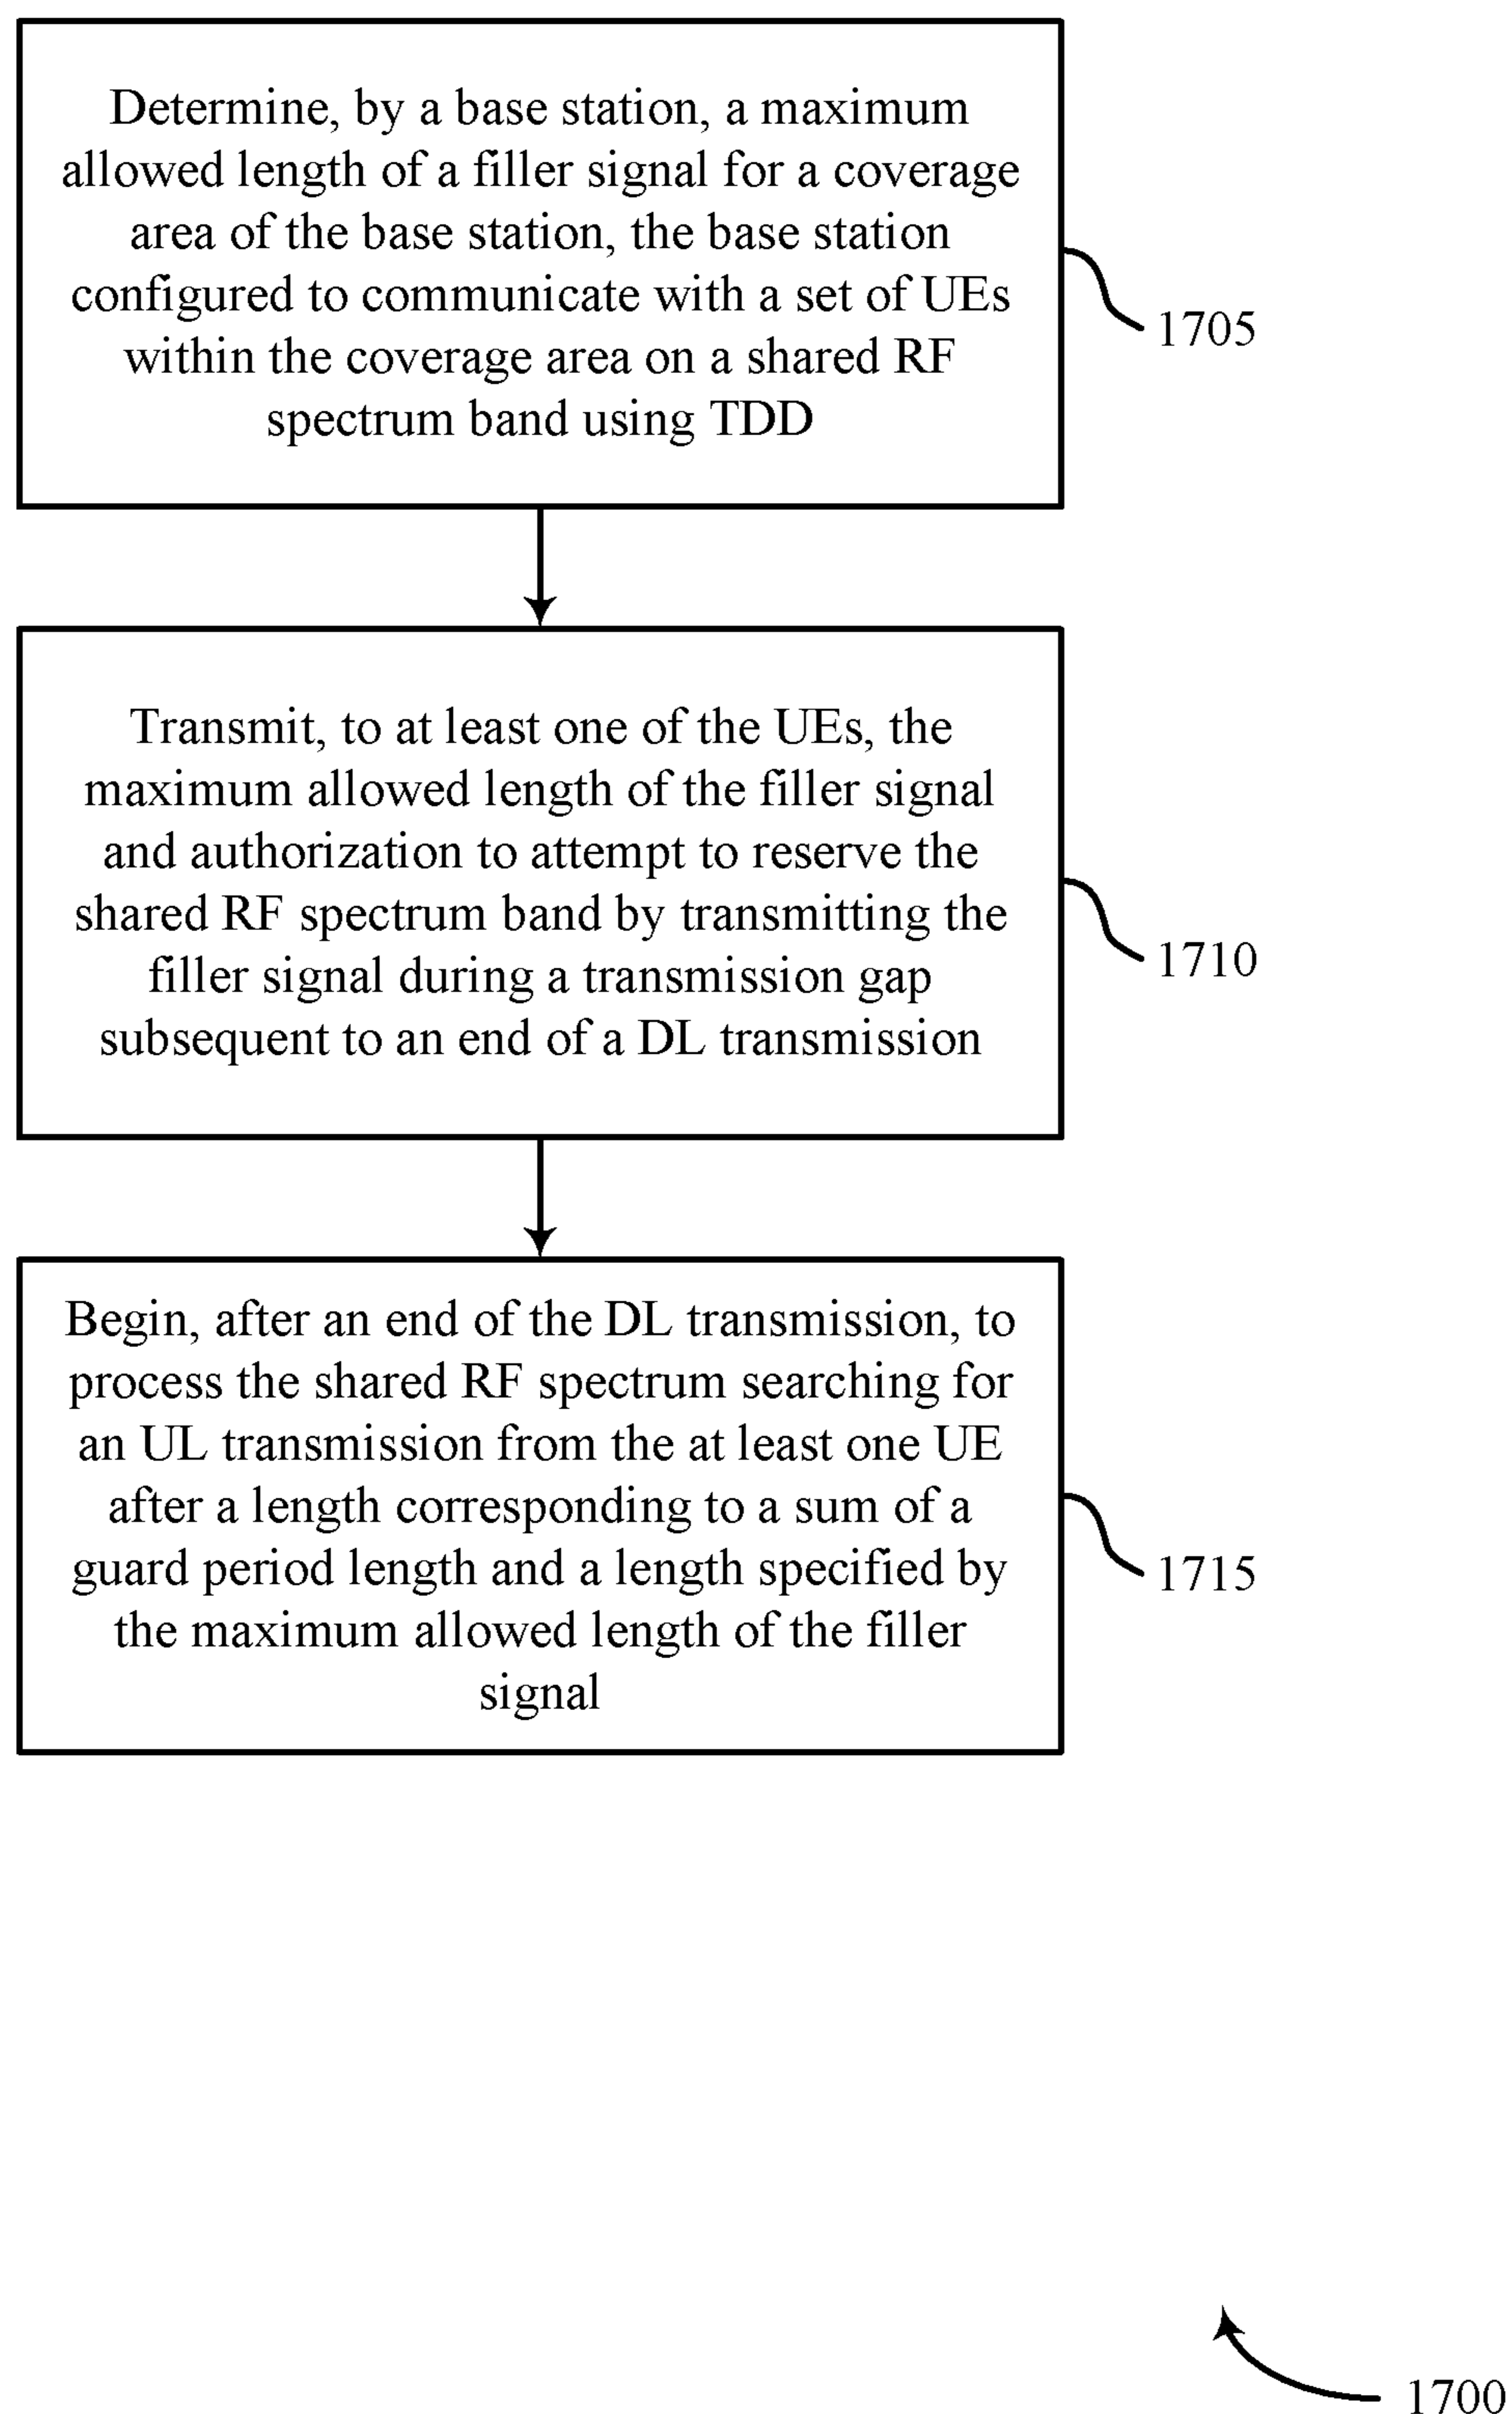 Determine, by a base station, a maximum
allowed length of a filler signal for a coverage
area of the base station, the base station
configured to communicate with a set of UEs
within the coverage area on a shared RF
spectrum band using TDD
1705
Transmit, to at least one of the UEs, the
maximum allowed length of the filler signal
and authorization to attempt to reserve the
shared RF spectrum band by transmitting the
filler signal during a transmission gap
subsequent to an end of a DL transmission
1710
Begin, after an end of the DL transmission, to
process the shared RF spectrum searching for
an UL transmission from the at least one UE
after a length corresponding to a sum of a
guard period length and a length specified by
the maximum allowed length of the filler
signal
1715
1700